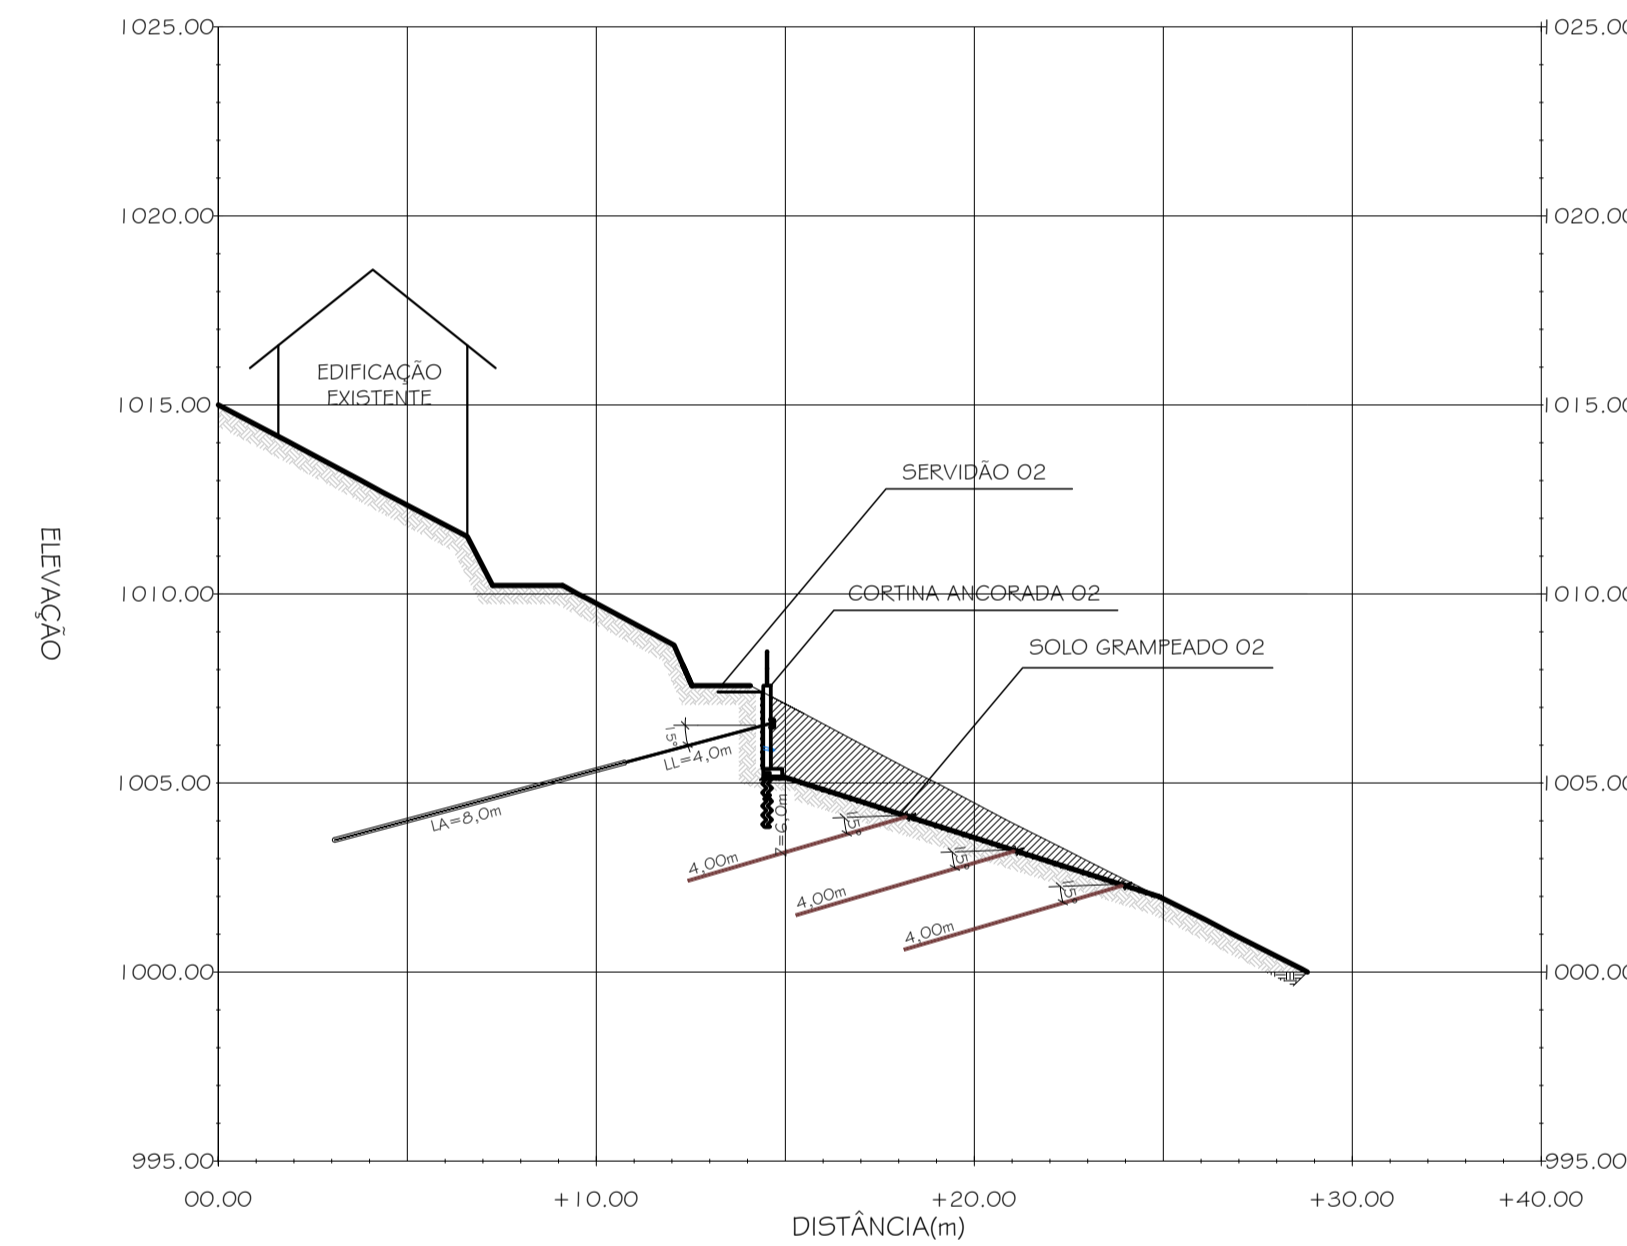 1025.00
1025.00
1020.00
1020.00
EDIFICAÇÃO
EXISTENTE
1015.00
1015.00
SERVIDÃO 02
CORTINA ANCORADA 02
1010.00
1010.00
ELEVAÇÃO
SOLO GRAMPEADO 02
15°
LL=4,0m
1005.00
1005.00
LA=8,0m
15°
15°
15°
4,00m
4,00m
4,00m
1000.00
1000.00
995.00
995.00
00.00
+10.00
+20.00
+30.00
+40.00
DISTÂNCIA(m)